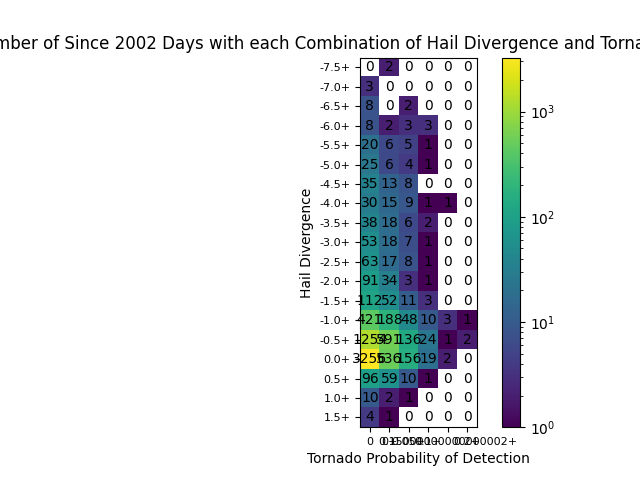 mber of Since 2002 Days with each Combination of Hail Divergence and Torna
-7.5+ 0 2 0 0 0 0
-7.0+ 3 0 0 0 0 0
-6.5+ 8 0 2 0 0 0
-6.0+ 8 2 3 3 0 0
-5.5+ 20 6 5 1 0 0
-5.0+ 25 6 4 1 0 0
-4.5+ 35 13 8 0 0 0
-4.0+ 30 15 9 1 1 0
-3.5+ 38 18 6 2 0 0
-3.0+ 53 18 7 1 0 0
-2.5+ 63 17 8 1 0 0
-2.0+ 91 34 3 1 0 0
-1.5+ 112 52 11 3 0 0
-1.0+ 421 188 48 10 3 1
-0.5+ 136 24 1 2
0.0+ 156 19 2 0
0.5+ 96 59 10 1 0 0
1.0+ 10 2 1 0 0 0
1.5+ 4 1 0 0 0 0
0
Tornado Probability of Detection
Hail Divergence
10³
10²
10¹
10⁰